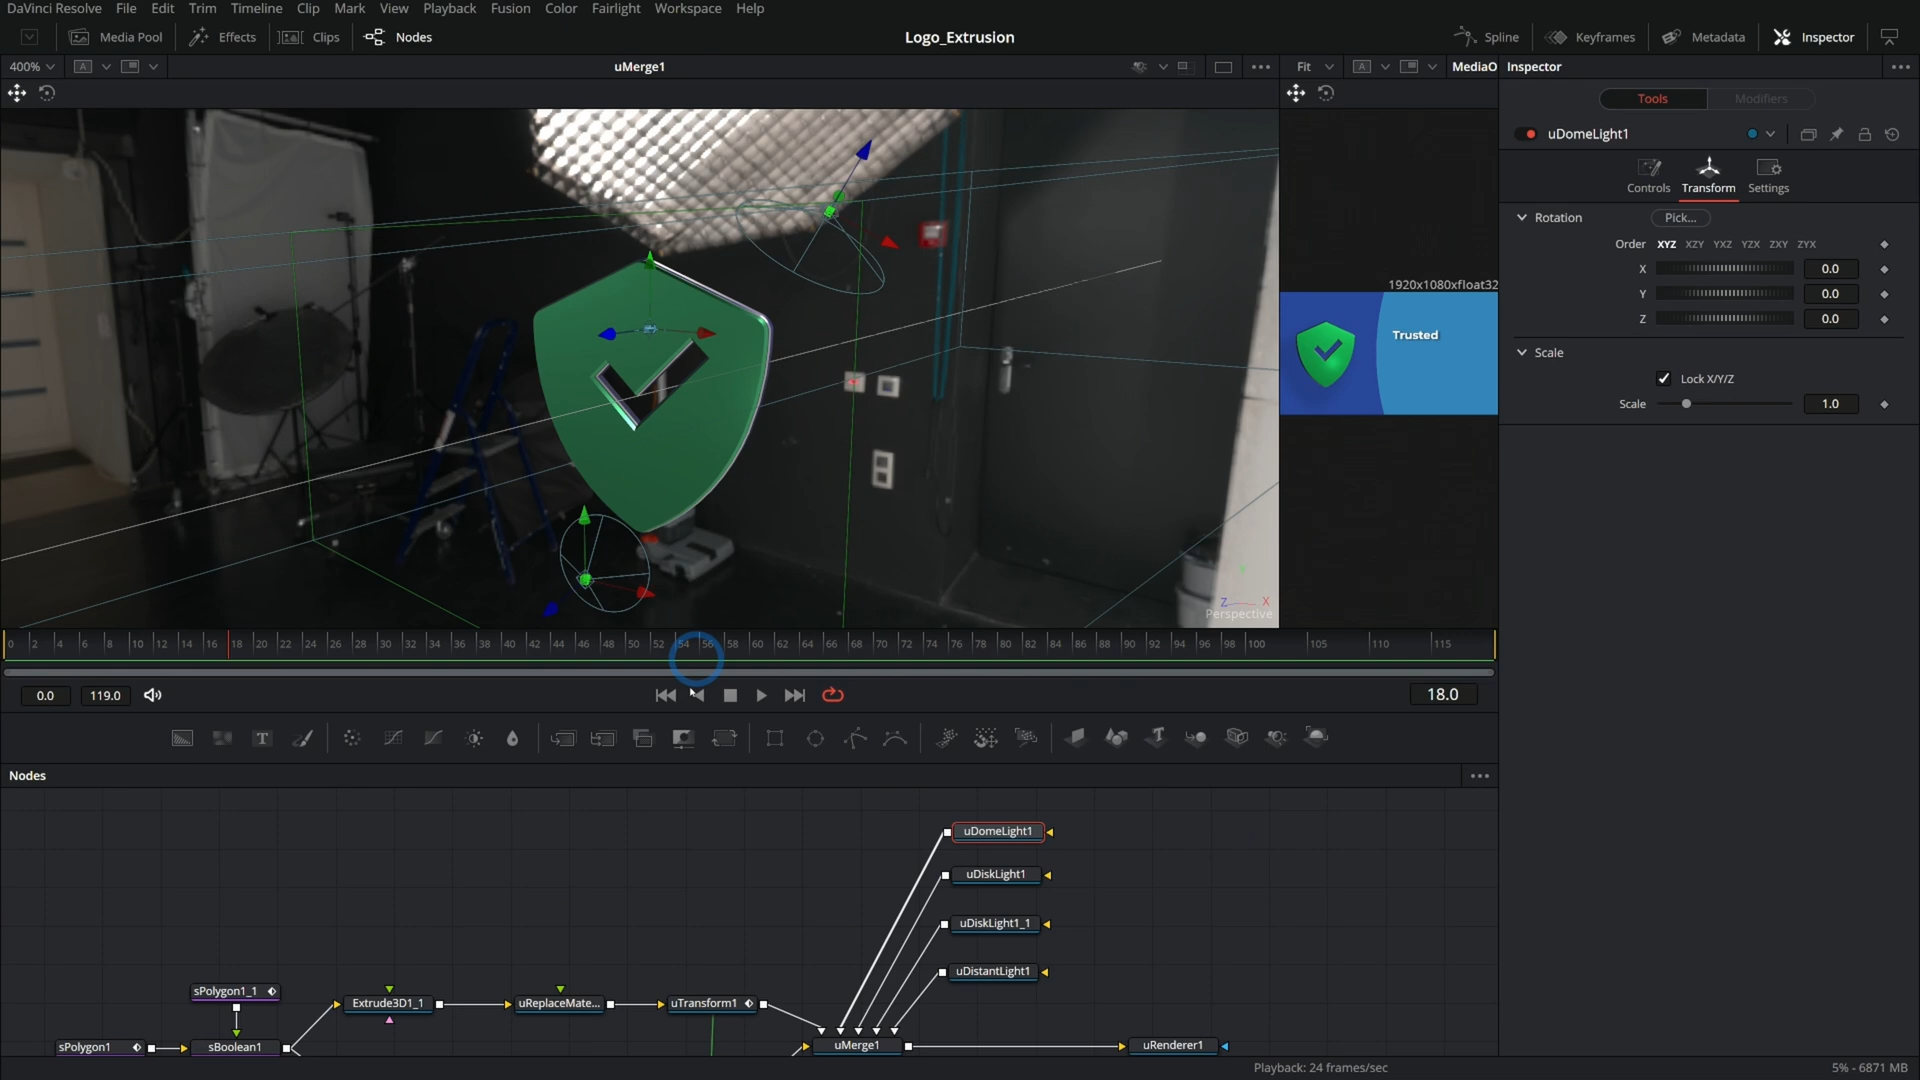 DaVinci Resolve File Edit Trim Timeline Clip Mark View Playback Fusion Color Fairlight Workspace Help
Media Pool Effects Clips Nodes Logo_Extrusion Spline Keyframes Metadata Inspector
400% A uMerge1 Fit A MediaO Inspector
Tools Modifiers
uDomeLight1
Controls Transform Settings
Rotation Pick...
Order XYZ XZY YXZ YZX ZXY ZYX
X 0.0
Y 0.0
Z 0.0
Scale
Lock X/Y/Z
Scale 1.0
1920x1080xfloat32
Trusted
Z X
Perspective
0 2 4 6 8 10 12 14 16 18 20 22 24 26 28 30 32 34 36 38 40 42 44 46 48 50 52 54 56 58 60 62 64 66 68 70 72 74 76 78 80 82 84 86 88 90 92 94 96 98 100 105 110 115
0.0 119.0 18.0
T
Nodes
uDomeLight1
uDiskLight1
uDiskLight1_1
uDistantLight1
sPolygon1_1
Extrude3D1_1 uReplaceMate... uTransform1
sPolygon1 sBoolean1 uMerge1 uRenderer1
Playback: 24 frames/sec 5% - 6871 MB